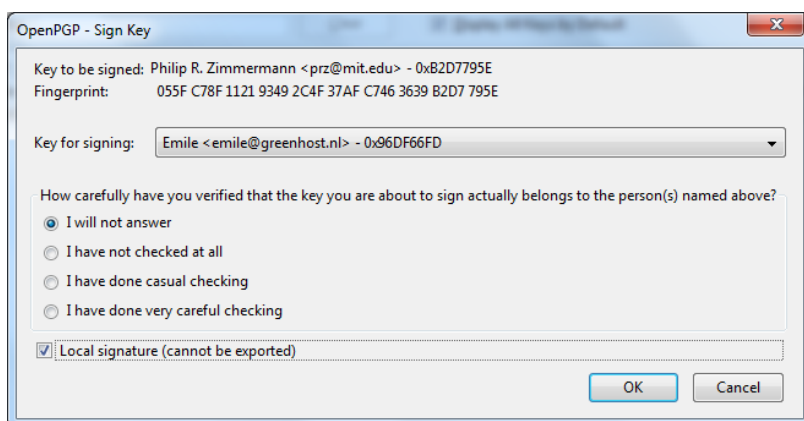 OpenPGP - Sign Key
Key to be signed: Philip R. Zimmermann <prz@mit.edu> - 0xB2D7795E
Fingerprint: 055F C78F 1121 9349 2C4F 37AF C746 3639 B2D7 795E
Key for signing: Emile <emile@greenhost.nl> - 0x96DF66FD
How carefully have you verified that the key you are about to sign actually belongs to the person(s) named above?
I will not answer
I have not checked at all
I have done casual checking
I have done very careful checking
Local signature (cannot be exported)
OK Cancel